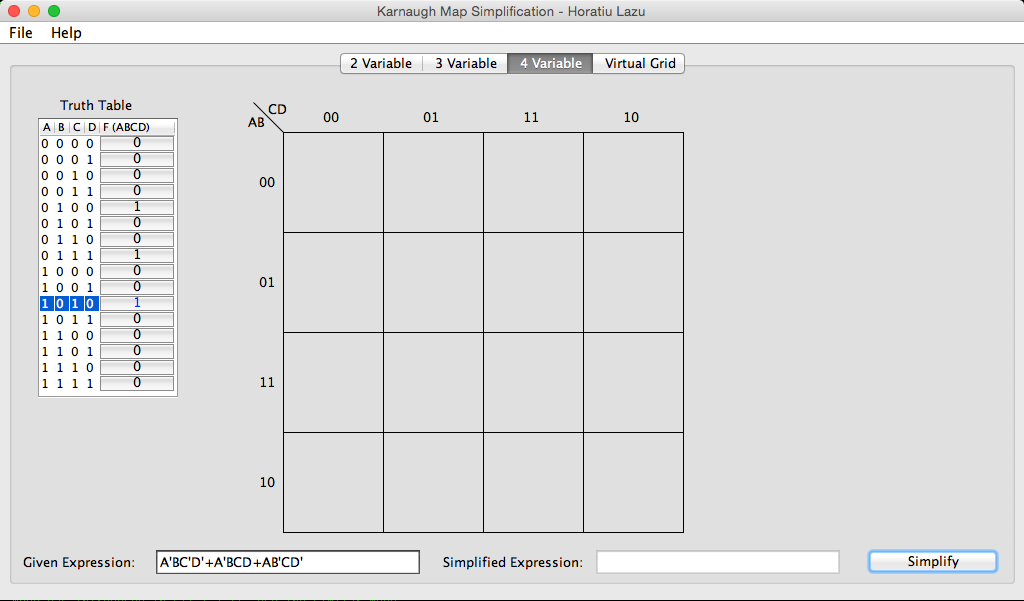 Karnaugh Map Simplification - Horatiu Lazu
File Help
2 Variable 3 Variable 4 Variable Virtual Grid
Truth Table
A B C D F (ABCD)
0 0 0 0 0
0 0 0 1 0
0 0 1 0 0
0 0 1 1 0
0 1 0 0 1
0 1 0 1 0
0 1 1 0 0
0 1 1 1 1
1 0 0 0 0
1 0 0 1 0
1 0 1 0 1
1 0 1 1 0
1 1 0 0 0
1 1 0 1 0
1 1 1 0 0
1 1 1 1 0
CD
AB
00 01 11 10
00
01
11
10
Given Expression: A'BC'D'+A'BCD+AB'CD' Simplified Expression: Simplify